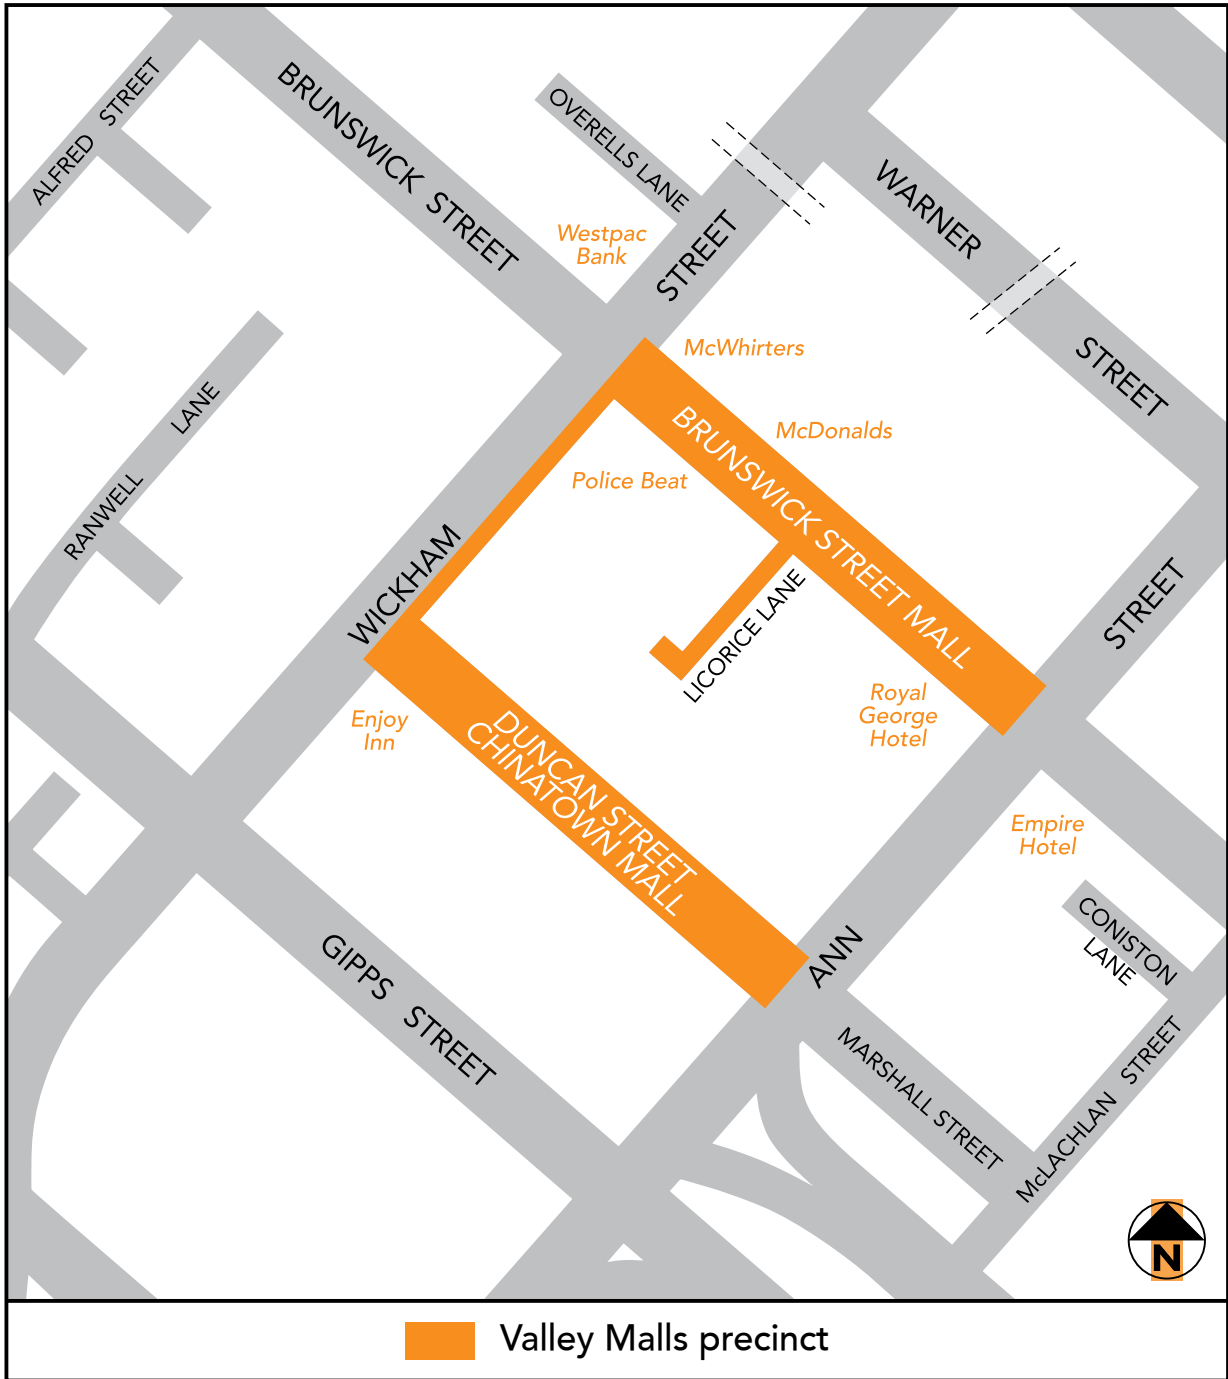 ALFRED STREET
BRUNSWICK STREET
OVERELLS LANE
WARNER
STREET
Westpac
Bank
STREET
McWhirters
McDonalds
BRUNSWICK STREET MALL
Police Beat
RANWELL LANE
WICKHAM
LICORICE LANE
STREET
Royal
George
Hotel
Enjoy
Inn
DUNCAN STREET
CHINATOWN MALL
Empire
Hotel
CONISTON
LANE
ANN
GIPPS STREET
MARSHALL STREET
McLACHLAN STREET
N
Valley Malls precinct